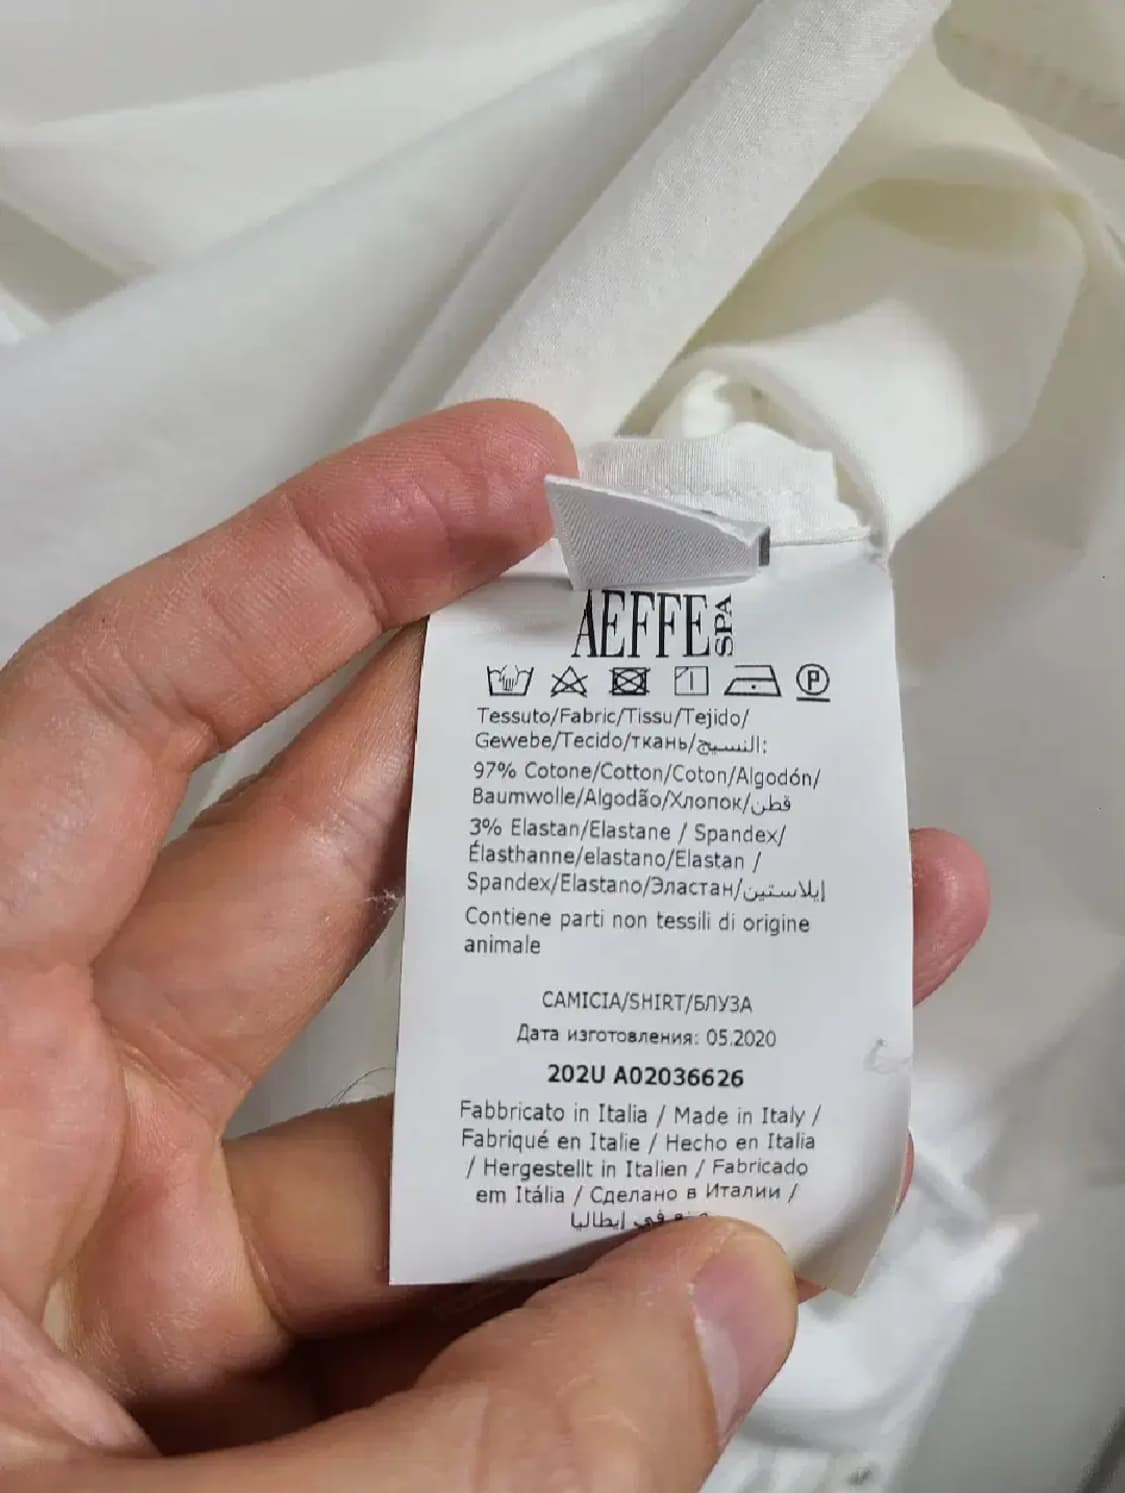 AEFFE SPA
P
Tessuto/Fabric/Tissu/Tejido/
Gewebe/Tecido/ткань/النسيج:
97% Cotone/Cotton/Coton/Algodón/
Baumwolle/Algodão/Хлопок/قطن
3% Elastan/Elastane / Spandex/
Élasthanne/elastano/Elastan /
Spandex/Elastano/Эластан/إيلاستين
Contiene parti non tessili di origine
animale
CAMICIA/SHIRT/БЛУЗА
Дата изготовления: 05.2020
202U A02036626
Fabbricato in Italia / Made in Italy /
Fabriqué en Italie / Hecho en Italia
/ Hergestellt in Italien / Fabricado
em Itália / Сделано в Италии /
في إيطاليا